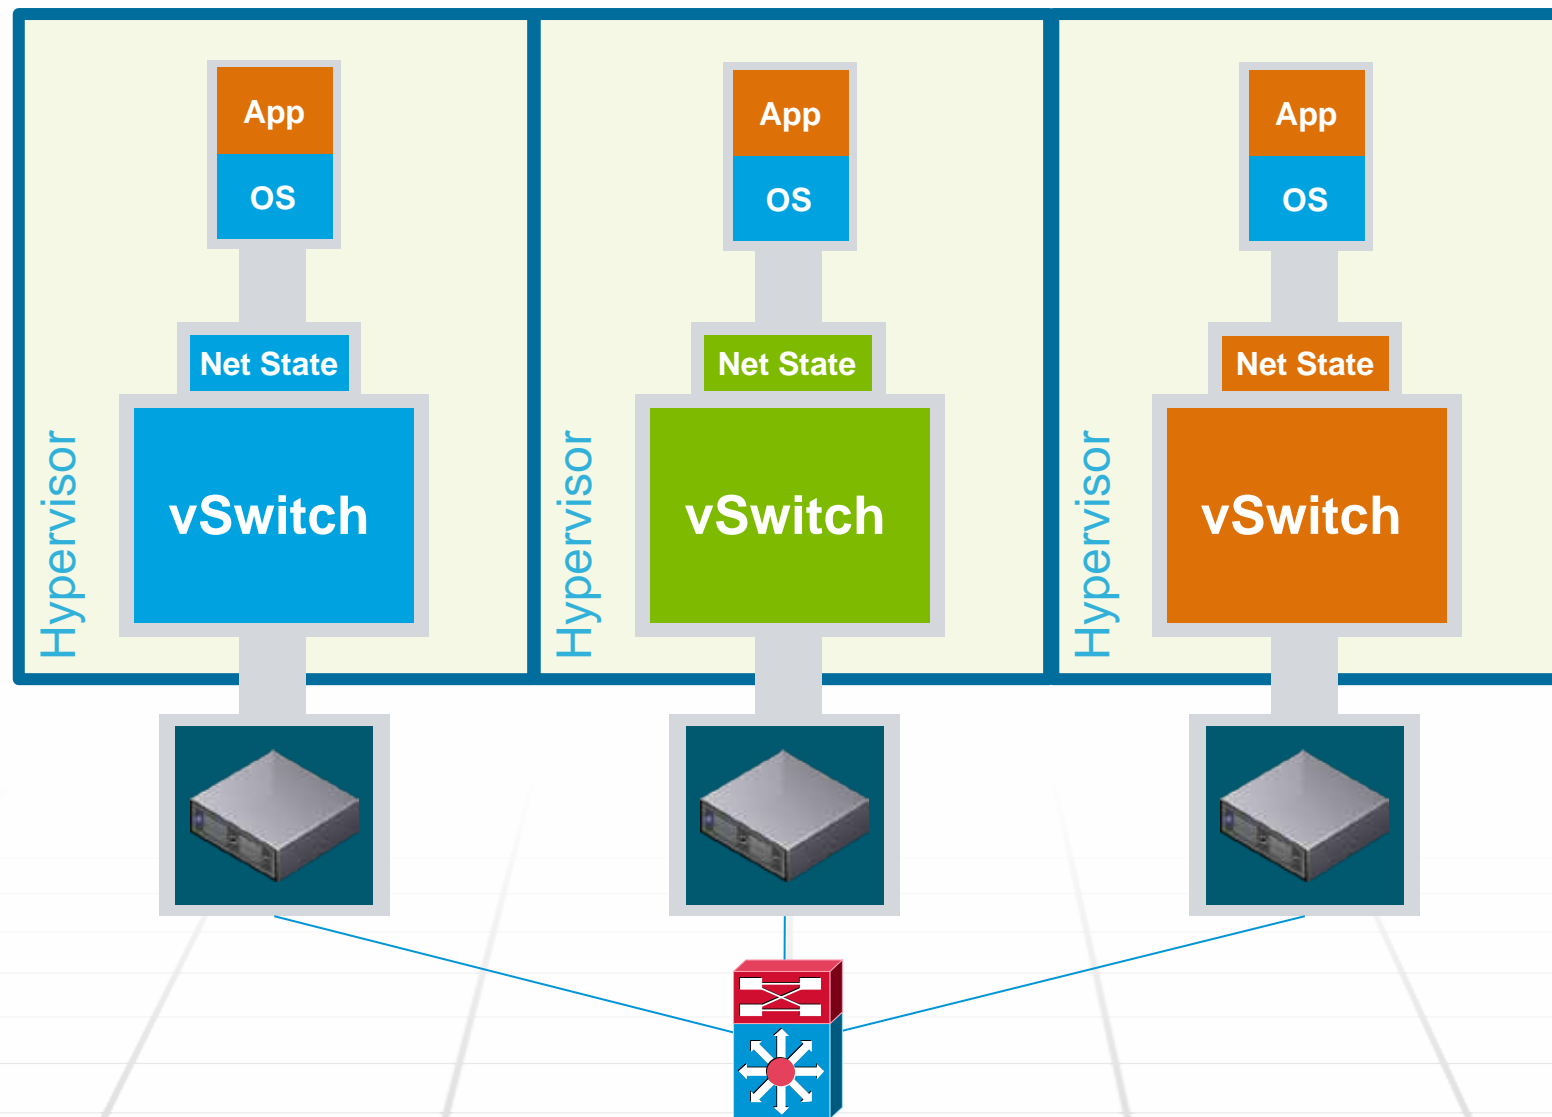 App
OS
Net State
vSwitch
Hypervisor
App
OS
Net State
vSwitch
Hypervisor
App
OS
Net State
vSwitch
Hypervisor